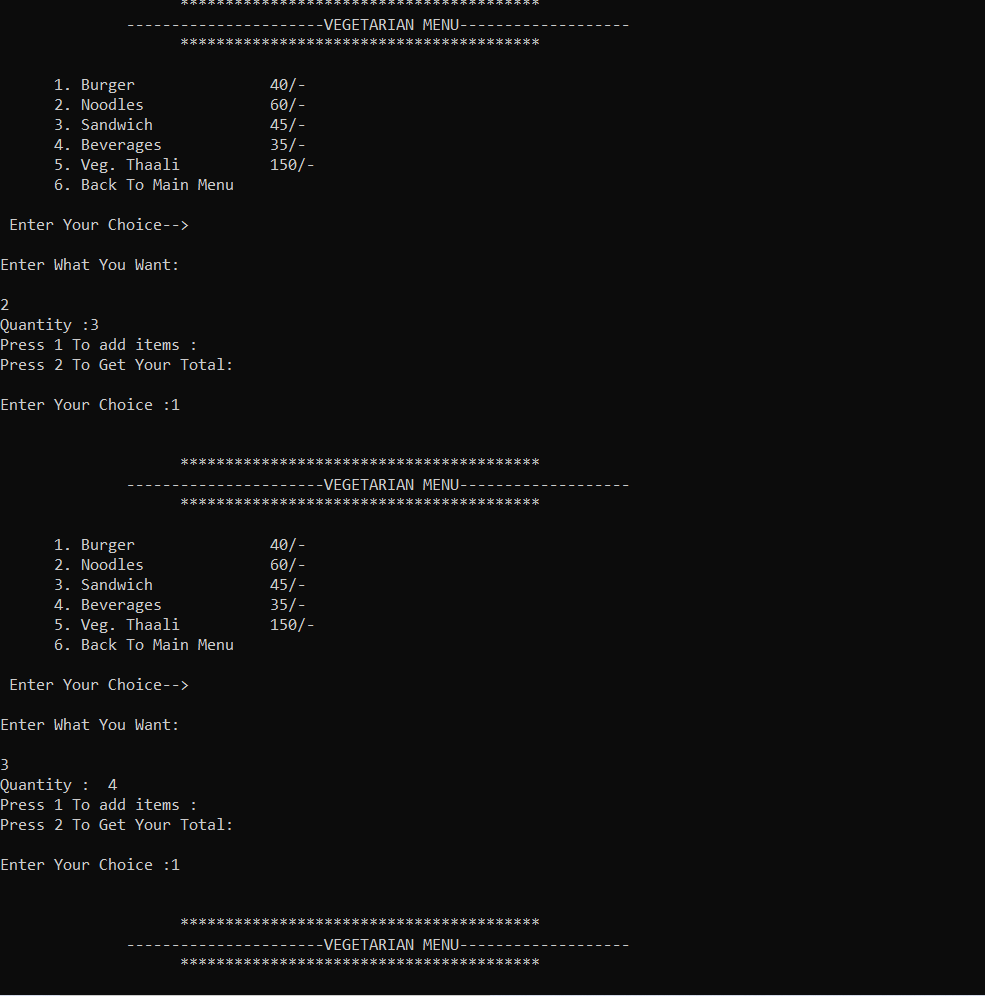 ****************************************
----------------------VEGETARIAN MENU-------------------
****************************************
1. Burger 40/-
2. Noodles 60/-
3. Sandwich 45/-
4. Beverages 35/-
5. Veg. Thaali 150/-
6. Back To Main Menu
Enter Your Choice-->
Enter What You Want:
2
Quantity :3
Press 1 To add items :
Press 2 To Get Your Total:
Enter Your Choice :1
****************************************
----------------------VEGETARIAN MENU-------------------
****************************************
1. Burger 40/-
2. Noodles 60/-
3. Sandwich 45/-
4. Beverages 35/-
5. Veg. Thaali 150/-
6. Back To Main Menu
Enter Your Choice-->
Enter What You Want:
3
Quantity :  4
Press 1 To add items :
Press 2 To Get Your Total:
Enter Your Choice :1
****************************************
----------------------VEGETARIAN MENU-------------------
****************************************